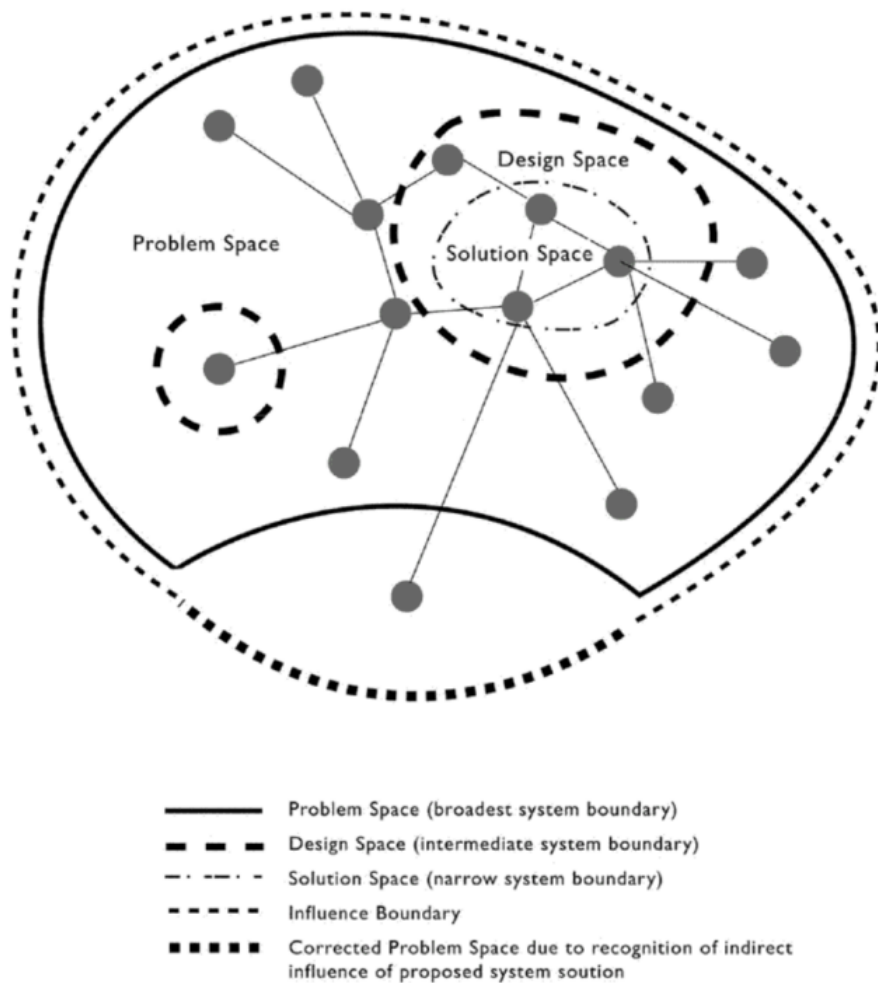 Design Space
Problem Space
Solution Space
Problem Space (broadest system boundary)
Design Space (intermediate system boundary)
Solution Space (narrow system boundary)
Influence Boundary
Corrected Problem Space due to recognition of indirect
influence of proposed system soution